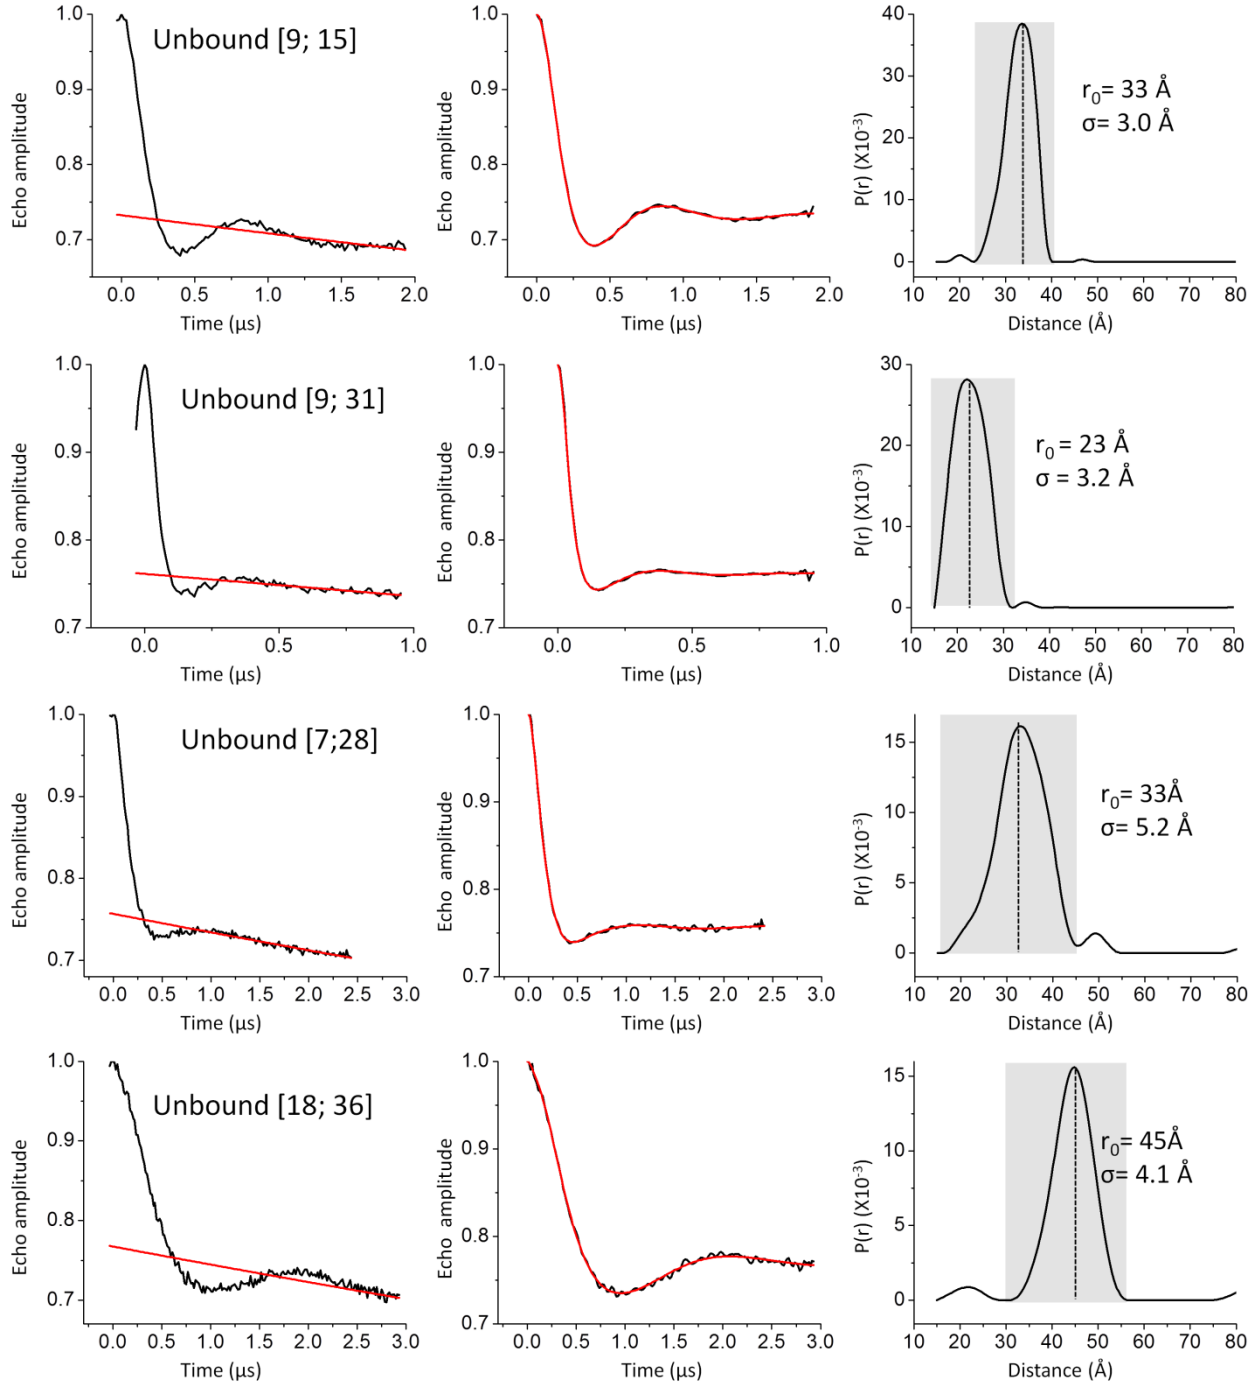 Unbound [9; 15]
Echo amplitude
1.0
0.9
0.8
0.7
0.0 0.5 1.0 1.5 2.0
Time (µs)
Echo amplitude
1.0
0.9
0.8
0.7
0.0 0.5 1.0 1.5 2.0
Time (µs)
P(r) (X10⁻³)
40
30
20
10
0
10 20 30 40 50 60 70 80
Distance (Å)
r₀= 33 Å
σ= 3.0 Å
Unbound [9; 31]
Echo amplitude
1.0
0.9
0.8
0.7
0.0 0.5 1.0
Time (µs)
Echo amplitude
1.0
0.9
0.8
0.7
0.0 0.5 1.0
Time (µs)
P(r) (X10⁻³)
30
20
10
0
10 20 30 40 50 60 70 80
Distance (Å)
r₀ = 23 Å
σ = 3.2 Å
Unbound [7;28]
Echo amplitude
1.0
0.9
0.8
0.7
0.0 0.5 1.0 1.5 2.0 2.5 3.0
Time (µs)
Echo amplitude
1.0
0.9
0.8
0.7
0.0 0.5 1.0 1.5 2.0 2.5 3.0
Time (µs)
P(r) (X10⁻³)
15
10
5
0
10 20 30 40 50 60 70 80
Distance (Å)
r₀= 33Å
σ= 5.2 Å
Unbound [18; 36]
Echo amplitude
1.0
0.9
0.8
0.7
0.0 0.5 1.0 1.5 2.0 2.5 3.0
Time (µs)
Echo amplitude
1.0
0.9
0.8
0.7
0.0 0.5 1.0 1.5 2.0 2.5 3.0
Time (µs)
P(r) (X10⁻³)
15
10
5
0
10 20 30 40 50 60 70 80
Distance (Å)
r₀= 45Å
σ= 4.1 Å